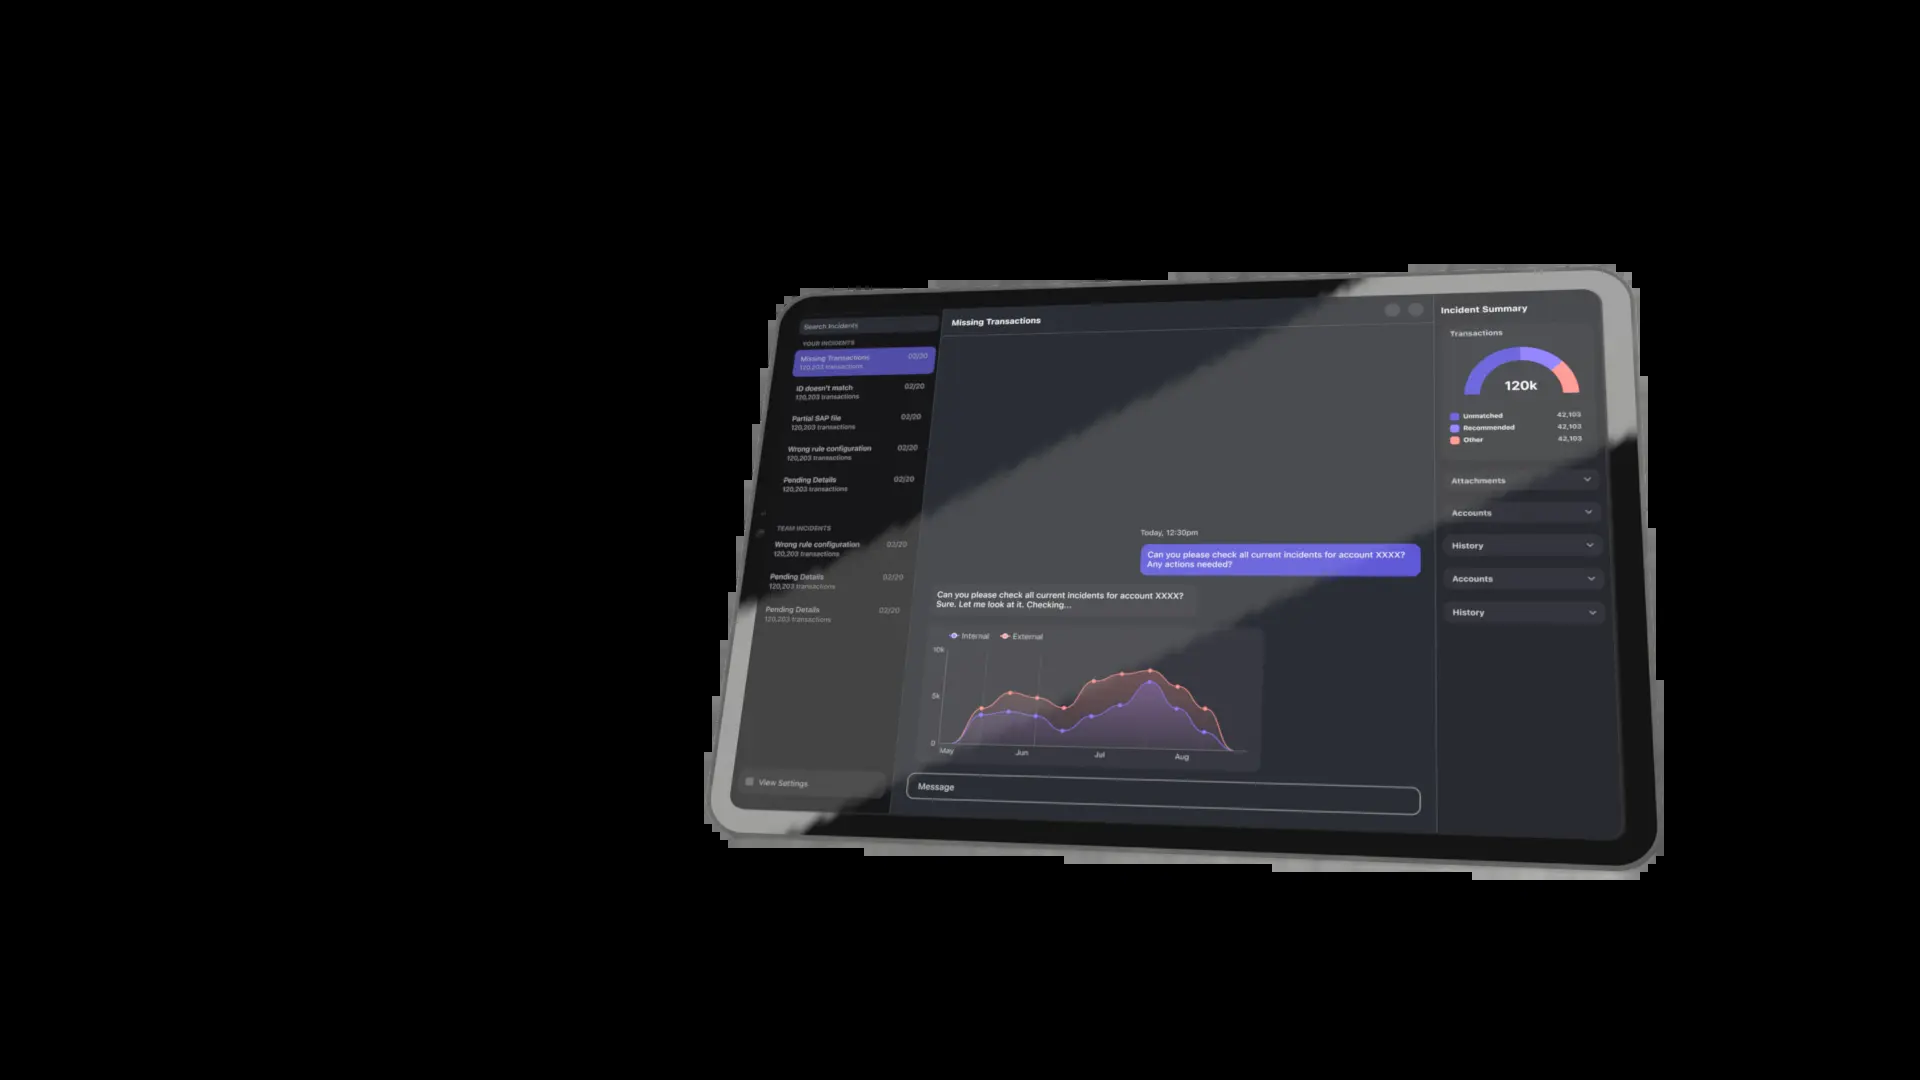 Search Incidents
YOUR INCIDENTS
Missing Transactions 02/20
120,203 transactions
ID doesn't match 02/20
120,203 transactions
Partial SAP file 02/20
120,203 transactions
Wrong rule configuration 02/20
120,203 transactions
Pending Details 02/20
120,203 transactions
TEAM INCIDENTS
Wrong rule configuration 02/20
120,203 transactions
Pending Details 02/20
120,203 transactions
Pending Details 02/20
120,203 transactions
View Settings
Missing Transactions
Today, 12:30pm
Can you please check all current incidents for account XXXX?
Any actions needed?
Can you please check all current incidents for account XXXX?
Sure. Let me look at it. Checking...
Internal External
10k
5k
0
May Jun Jul Aug
Message
Incident Summary
Transactions
120k
Unmatched 42,103
Recommended 42,103
Other 42,103
Attachments
Accounts
History
Accounts
History